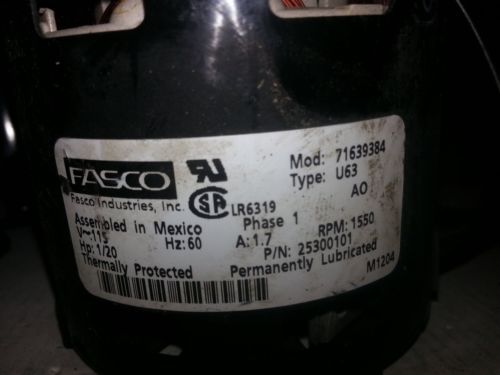 FASCO
Fasco Industries, Inc.
Assembled in Mexico
V~:115 Hz:60
Hp: 1/20
Thermally Protected
LR6319
Phase 1
A: 1.7
Mod: 71639384
Type: U63
AO
RPM: 1550
P/N: 25300101
Permanently Lubricated
M1204